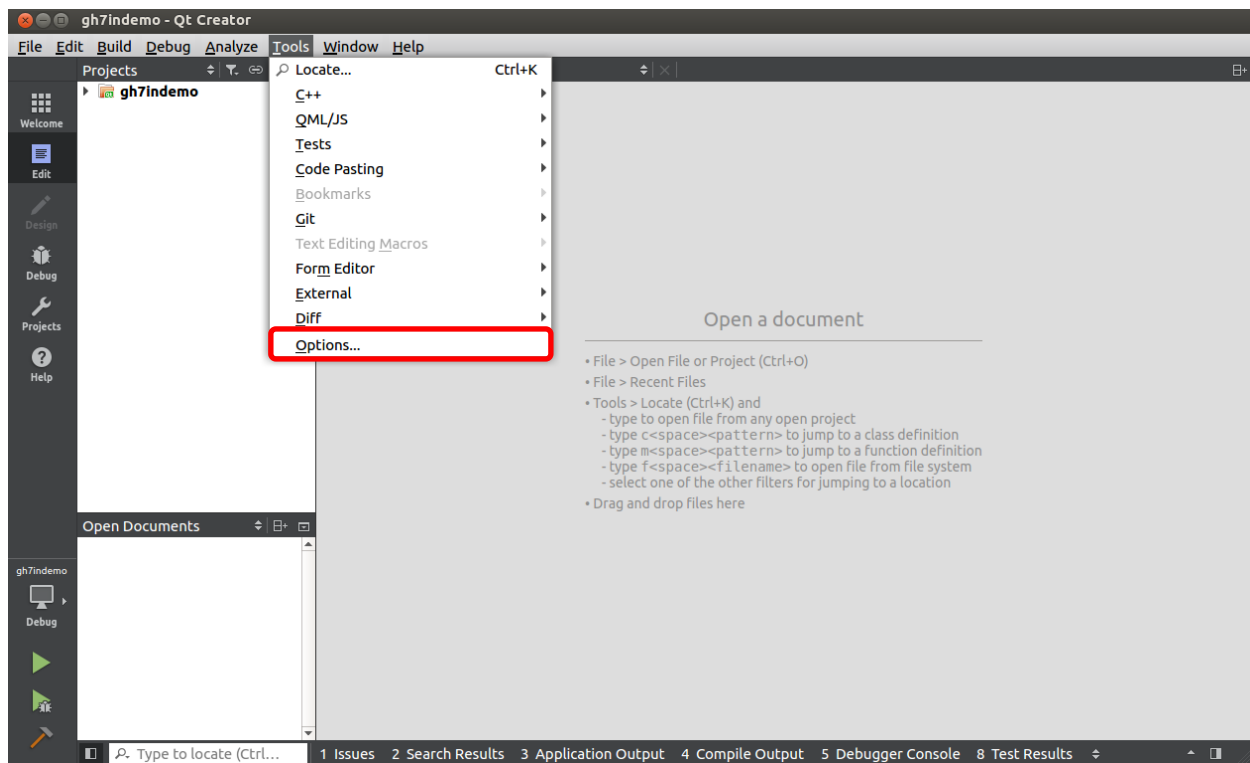 gh7indemo - Qt Creator
File Edit Build Debug Analyze Tools Window Help
Projects
gh7indemo
Locate... Ctrl+K
C++
QML/JS
Tests
Code Pasting
Bookmarks
Git
Text Editing Macros
Form Editor
External
Diff
Options...
Welcome
Edit
Design
Debug
Projects
Help
Open a document
• File > Open File or Project (Ctrl+O)
• File > Recent Files
• Tools > Locate (Ctrl+K) and
- type to open file from any open project
- type c<space><pattern> to jump to a class definition
- type m<space><pattern> to jump to a function definition
- type f<space><filename> to open file from file system
- select one of the other filters for jumping to a location
• Drag and drop files here
Open Documents
gh7indemo
Debug
Type to locate (Ctrl...
1 Issues 2 Search Results 3 Application Output 4 Compile Output 5 Debugger Console 8 Test Results